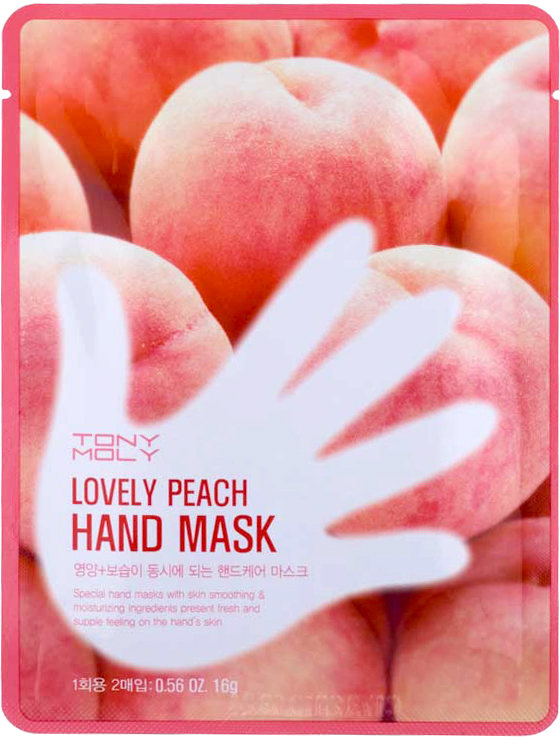 TONY
MOLY
LOVELY PEACH
HAND MASK
영양+보습이 동시에 되는 핸드케어 마스크
Special hand masks with skin smoothing &
moisturizing ingredients present fresh and
supple feeling on the hand's skin
1회용 2매입: 0.56 OZ. 16g